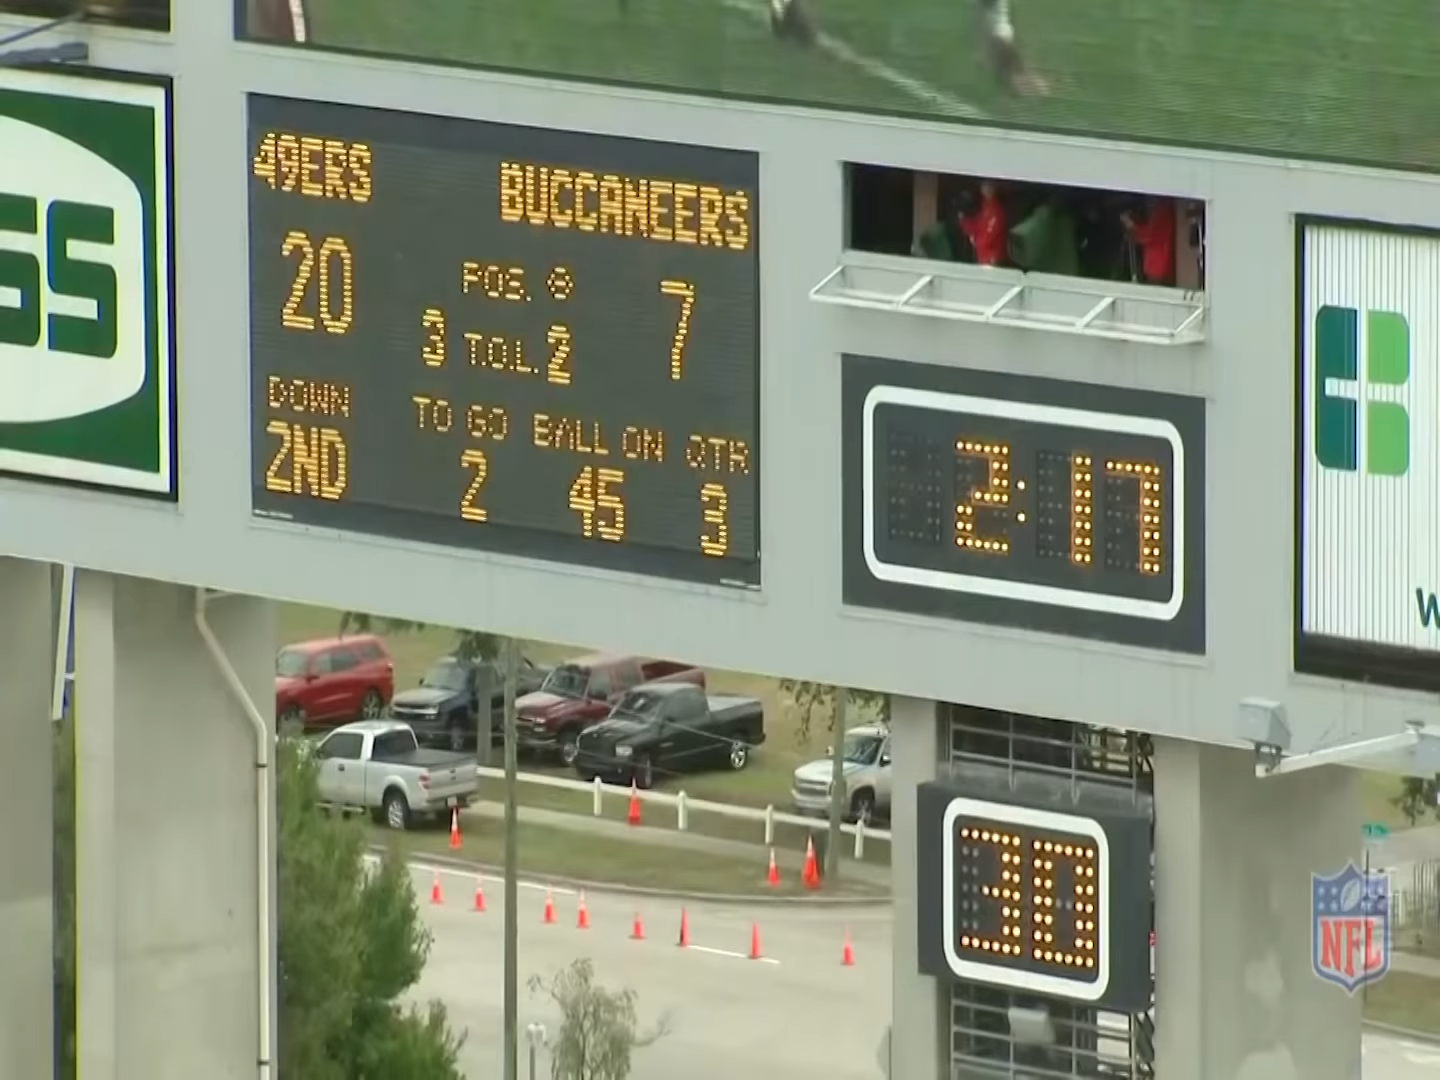 SS
49ERS BUCCANEERS
20 POS. 7
3 T.O.L. 2
DOWN TO GO BALL ON QTR
2ND 2 45 3
2:17
30
W
NFL